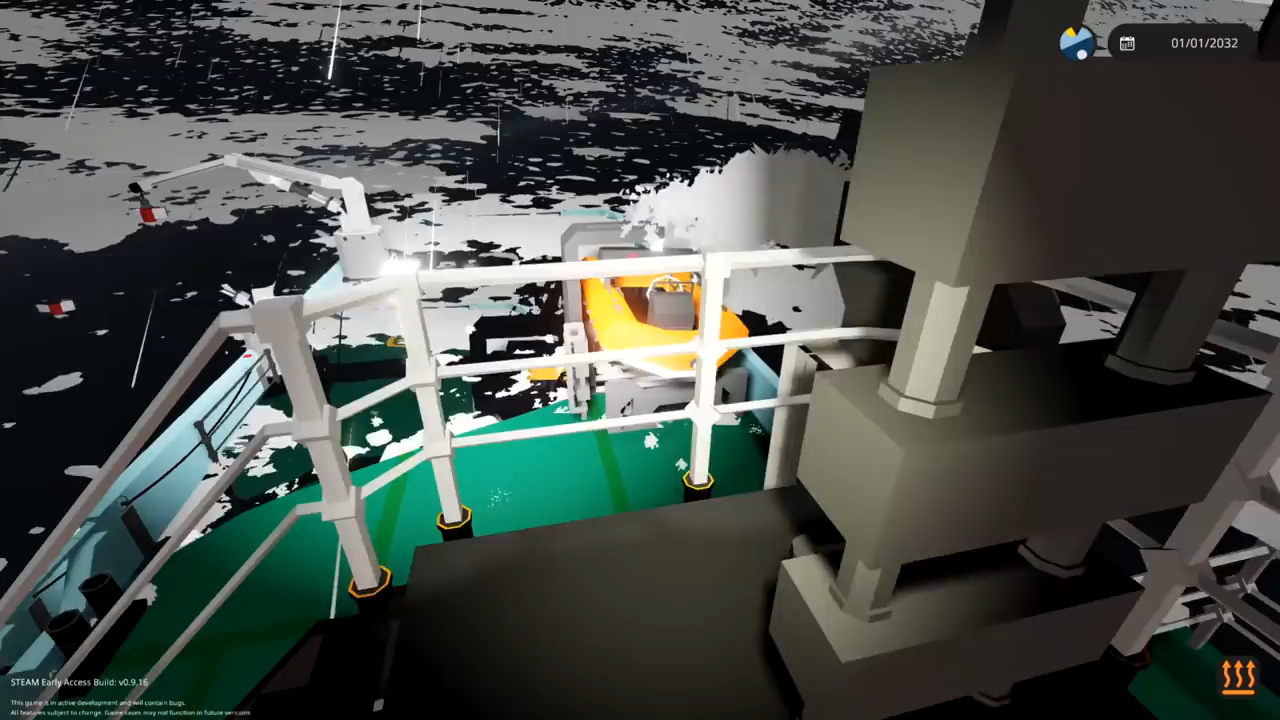 01/01/2032
STEAM Early Access Build: v0.9.16
This game is in active development and will contain bugs.
All features subject to change. Game saves may not function in future versions